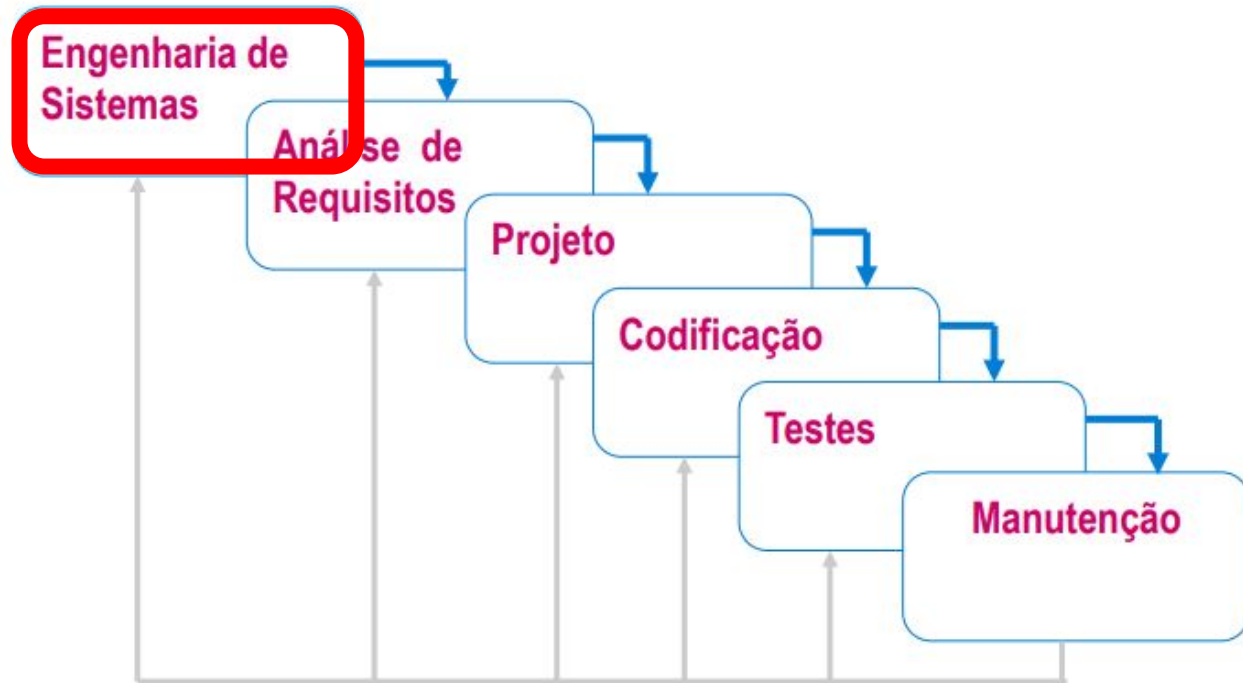 Engenharia de
Sistemas
Análise de
Requisitos
Projeto
Codificação
Testes
Manutenção